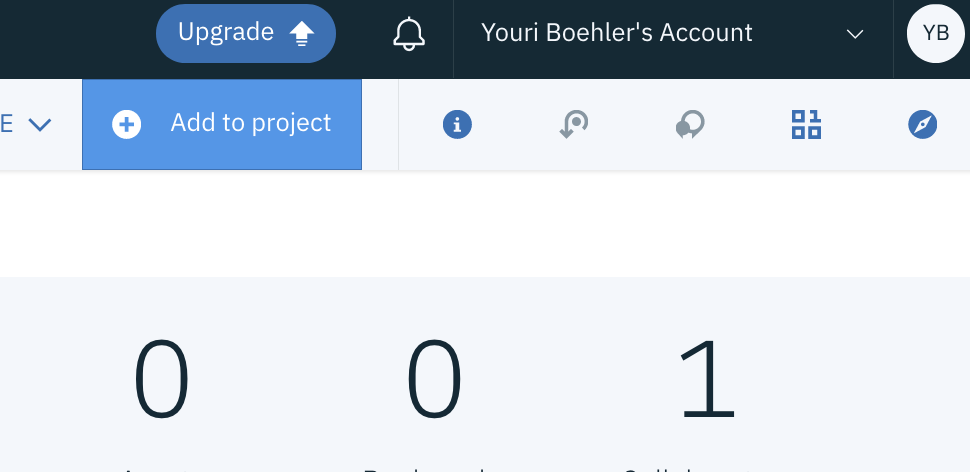 Upgrade
Youri Boehler's Account
YB
E
Add to project
0 0 1